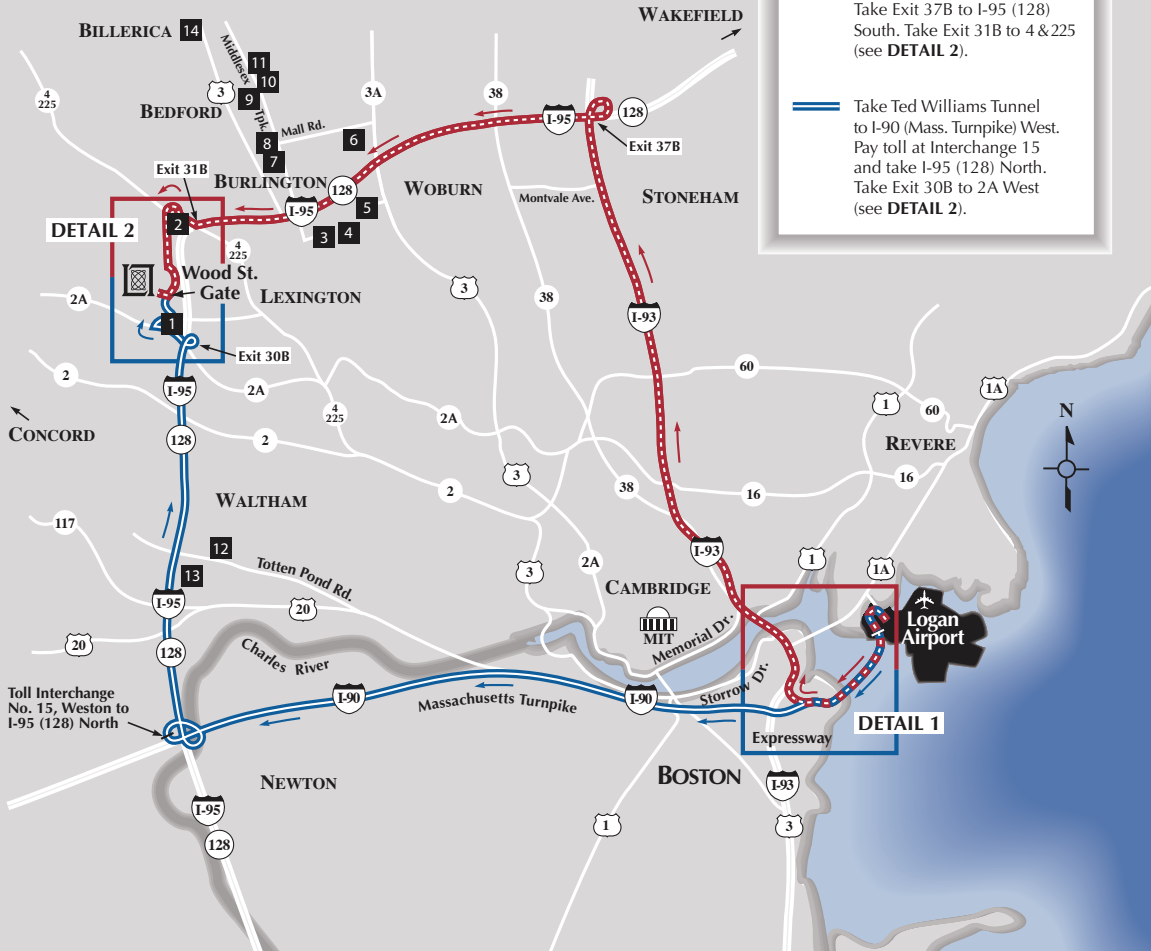 WAKEFIELD
Take Exit 37B to I-95 (128)
South. Take Exit 31B to 4 & 225
(see DETAIL 2).
Take Ted Williams Tunnel
to I-90 (Mass. Turnpike) West.
Pay toll at Interchange 15
and take I-95 (128) North.
Take Exit 30B to 2A West
(see DETAIL 2).
BILLERICA 14
Middlesex
Tpk.
11
10
9
3
BEDFORD
4
225
3A
38
I-95
128
Exit 37B
8
Mall Rd.
6
7
Exit 31B
BURLINGTON
128
WOBURN
STONEHAM
Montvale Ave.
I-95
5
4
3
DETAIL 2
2
4
225
Wood St.
Gate
LEXINGTON
2A
1
3
38
I-93
Exit 30B
2
I-95
2A
4
225
2A
60
1
1A
60
N
CONCORD
128
2
REVERE
3
2
38
16
16
WALTHAM
117
12
13
Totten Pond Rd.
I-93
3
2A
1
1A
CAMBRIDGE
I-95
20
20
MIT
Memorial Dr.
Logan
Airport
128
Charles River
Storrow Dr.
Toll Interchange
No. 15, Weston to
I-95 (128) North
I-90
Massachusetts Turnpike
I-90
DETAIL 1
Expressway
NEWTON
BOSTON
I-93
I-95
1
3
128